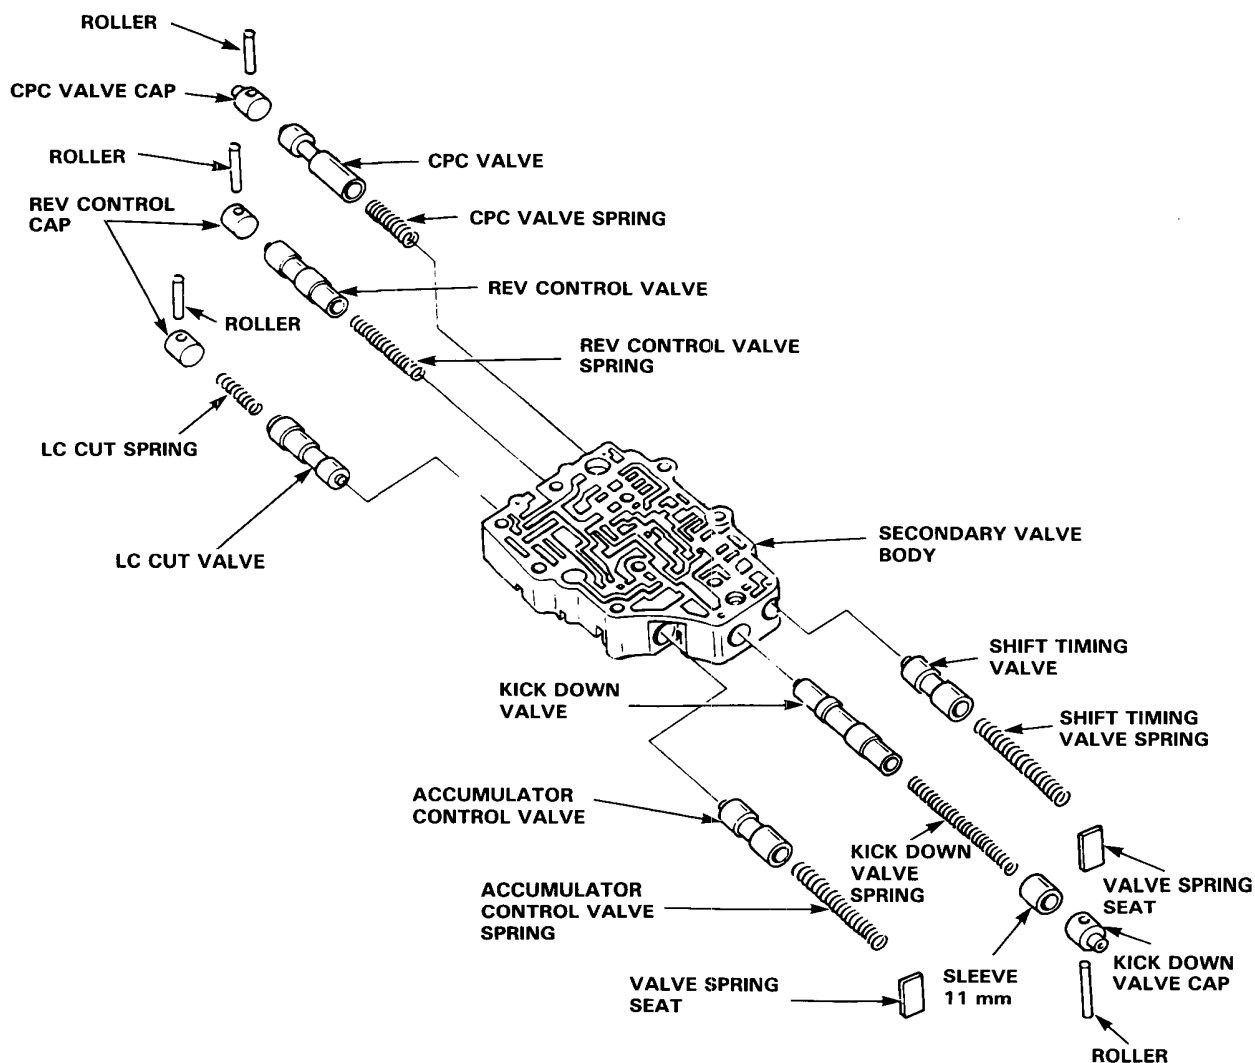 ROLLER
CPC VALVE CAP
ROLLER
CPC VALVE
REV CONTROL
CAP
CPC VALVE SPRING
REV CONTROL VALVE
ROLLER
REV CONTROL VALVE
SPRING
LC CUT SPRING
LC CUT VALVE
SECONDARY VALVE
BODY
SHIFT TIMING
VALVE
KICK DOWN
VALVE
SHIFT TIMING
VALVE SPRING
ACCUMULATOR
CONTROL VALVE
KICK DOWN
VALVE
SPRING
VALVE SPRING
SEAT
ACCUMULATOR
CONTROL VALVE
SPRING
KICK DOWN
VALVE CAP
SLEEVE
11 mm
VALVE SPRING
SEAT
ROLLER